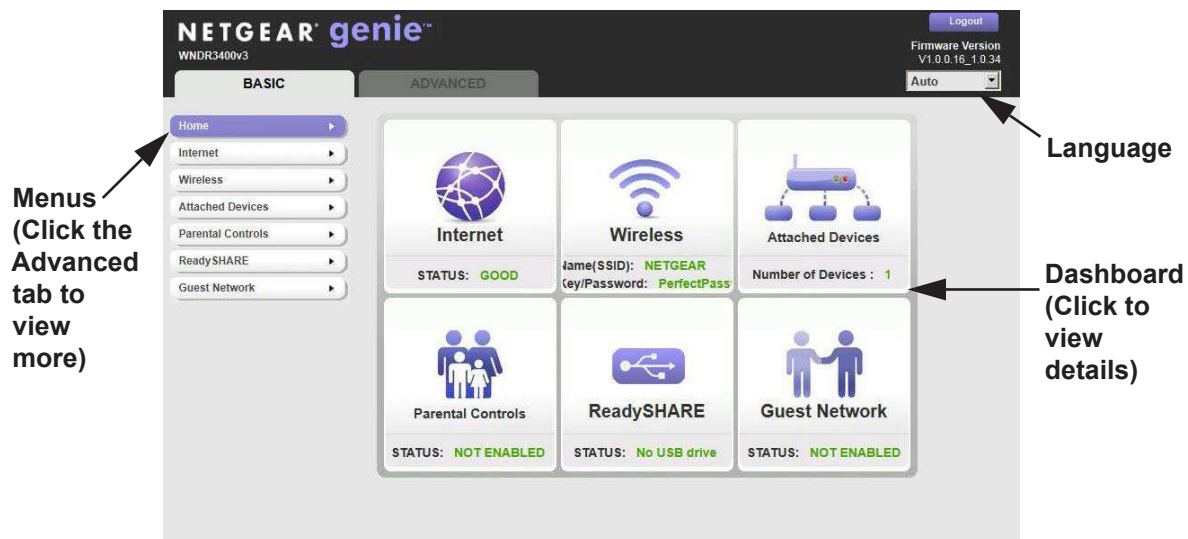 NETGEAR® genie™
WNDR3400v3
Logout
Firmware Version
V1.0.0.16_1.0.34
Auto
BASIC
ADVANCED
Home
Internet
Wireless
Attached Devices
Parental Controls
ReadySHARE
Guest Network
Internet
STATUS: GOOD
Wireless
Name(SSID): NETGEAR
Key/Password: PerfectPass
Attached Devices
Number of Devices : 1
Parental Controls
STATUS: NOT ENABLED
ReadySHARE
STATUS: No USB drive
Guest Network
STATUS: NOT ENABLED
Menus
(Click the
Advanced
tab to
view
more)
Language
Dashboard
(Click to
view
details)